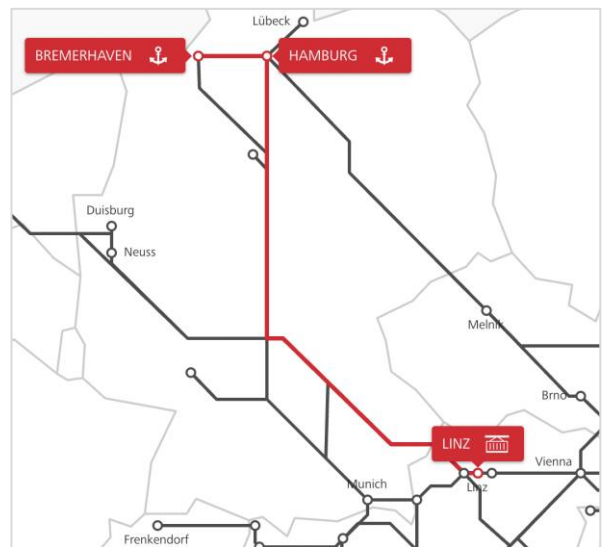 Lübeck
BREMERHAVEN
HAMBURG
Duisburg
Neuss
Melnik
Brno
LINZ
Vienna
Linz
Munich
Frenkendorf